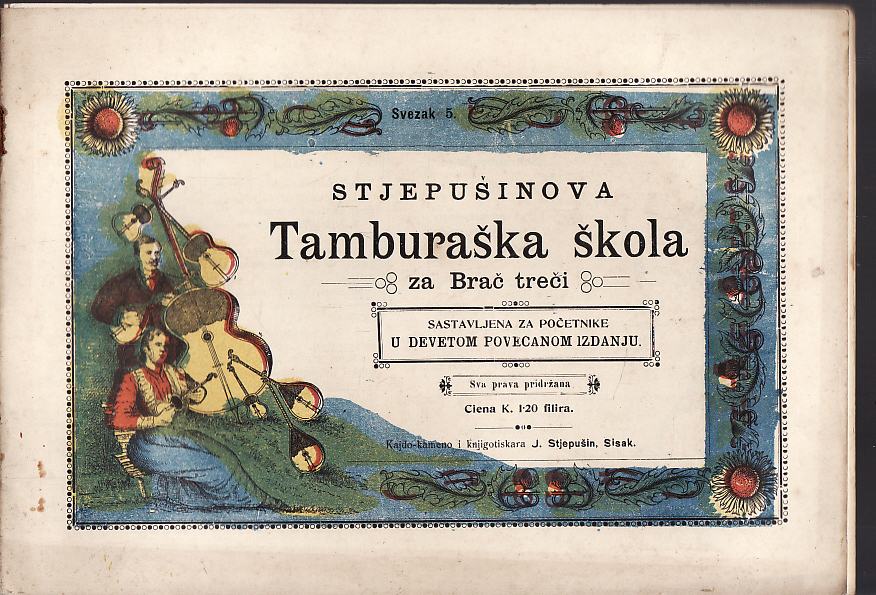 Svezak 5.
STJEPUŠINOVA
Tamburaška škola
za Brač treči
SASTAVLJENA ZA POČETNIKE
U DEVETOM POVEĆANOM IZDANJU.
Sva prava pridržana
Ciena K. 1·20 filira.
Kajdo-kameno i knjigotiskara J. Stjepušin, Sisak.